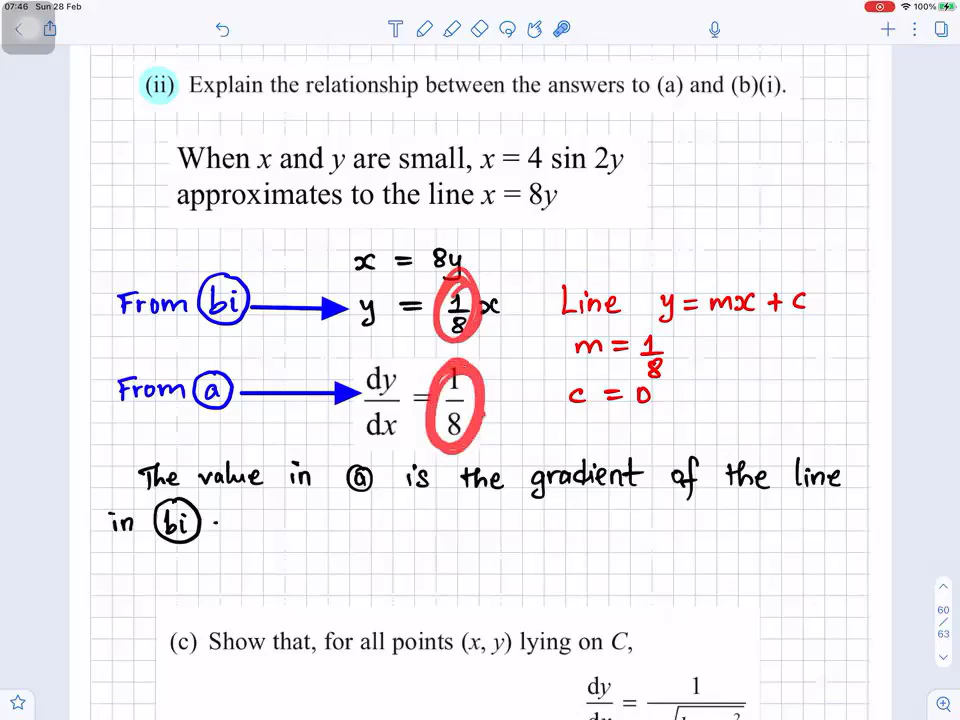 07:46 Sun 28 Feb
100%
(ii) Explain the relationship between the answers to (a) and (b)(i).
When x and y are small, x = 4 sin 2y
approximates to the line x = 8y
x = 8y
From bi y = 1/8 x
Line y = mx + c
m = 1/8
c = 0
From a dy/dx = 1/8
The value in a is the gradient of the line
in bi.
60
/
63
(c) Show that, for all points (x, y) lying on C,
dy
= 1